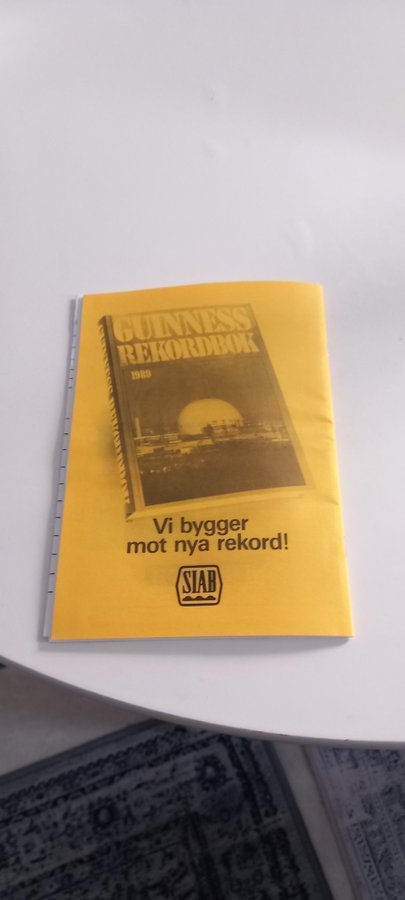 GUINNESS
REKORDBOK
1989
Vi bygger
mot nya rekord!
SIAB